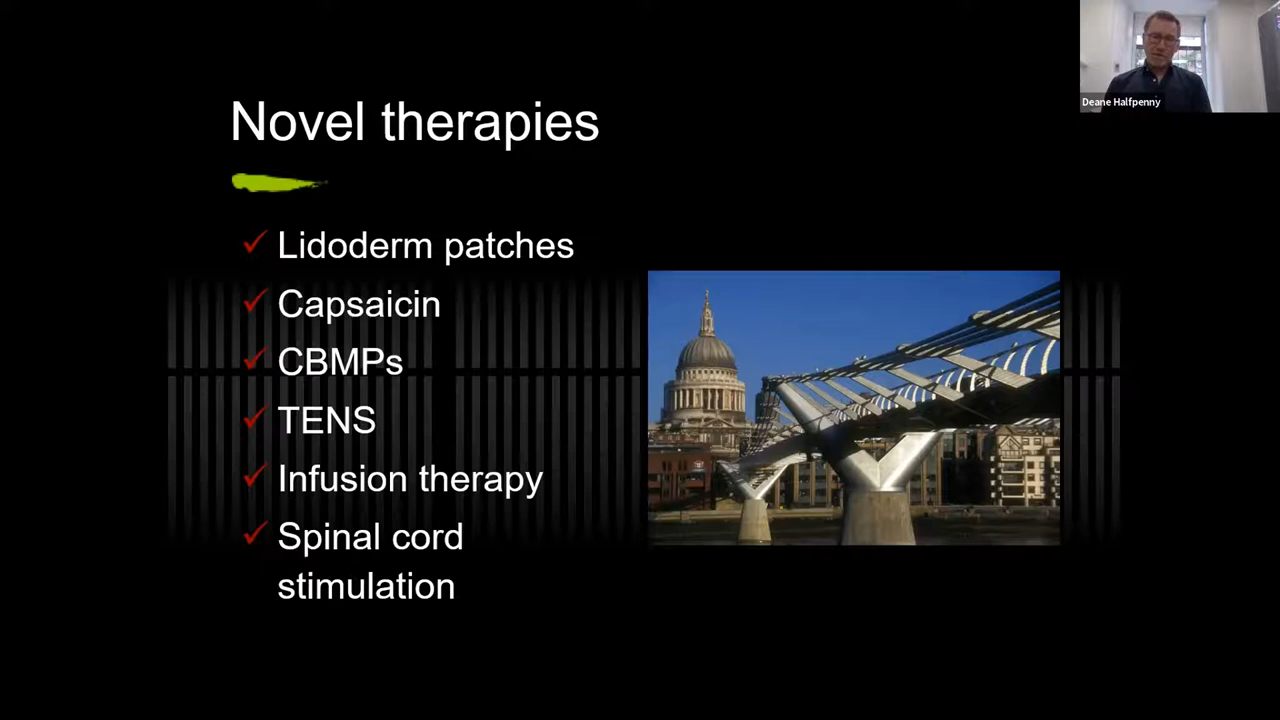 Novel therapies
Deane Halfpenny
Lidoderm patches
Capsaicin
CBMPs
TENS
Infusion therapy
Spinal cord
stimulation